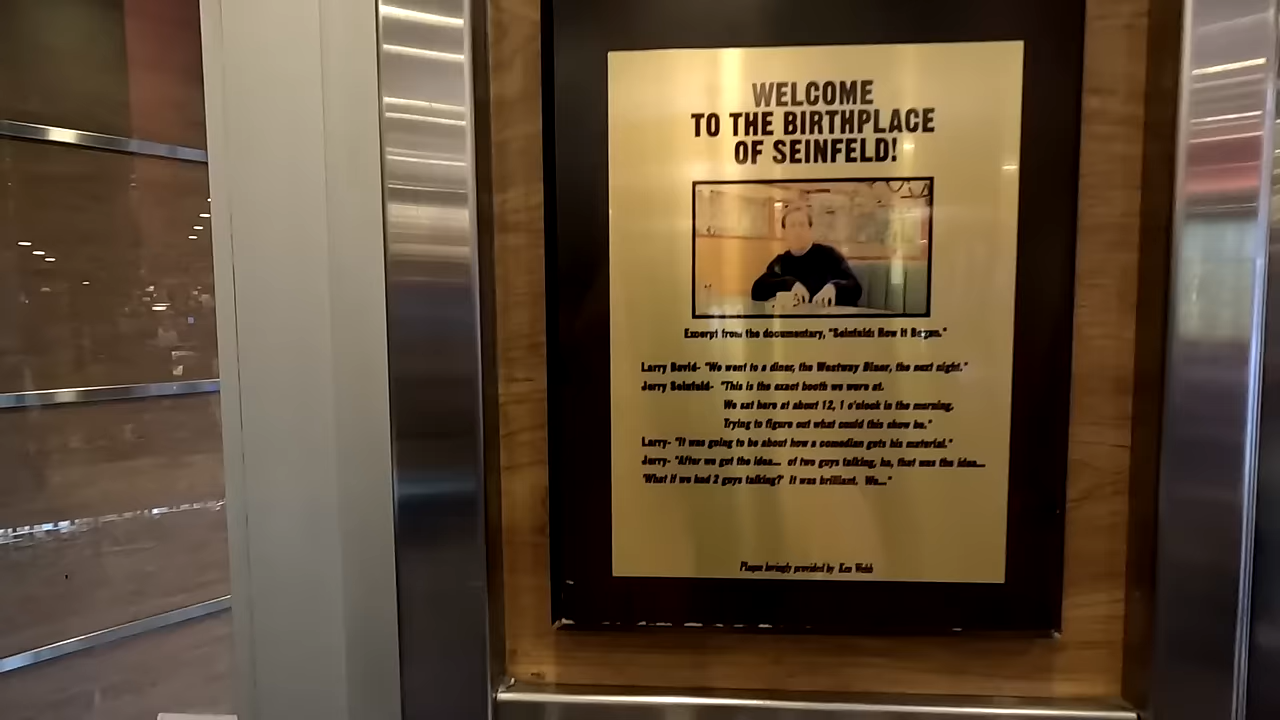 WELCOME
TO THE BIRTHPLACE
OF SEINFELD!
Excerpt from the documentary, "Seinfeld: How It Began."
Larry David- "We went to a diner, the Westway Diner, the next night."
Jerry Seinfeld- "This is the exact booth we were at.
We sat here at about 12, 1 o'clock in the morning,
Trying to figure out what could this show be."
Larry- "It was going to be about how a comedian gets his material."
Jerry- "After we got the idea... of two guys talking, he, that was the idea...
'What if we had 2 guys talking?' It was brilliant. We..."
Plaque lovingly provided by Ken Webb